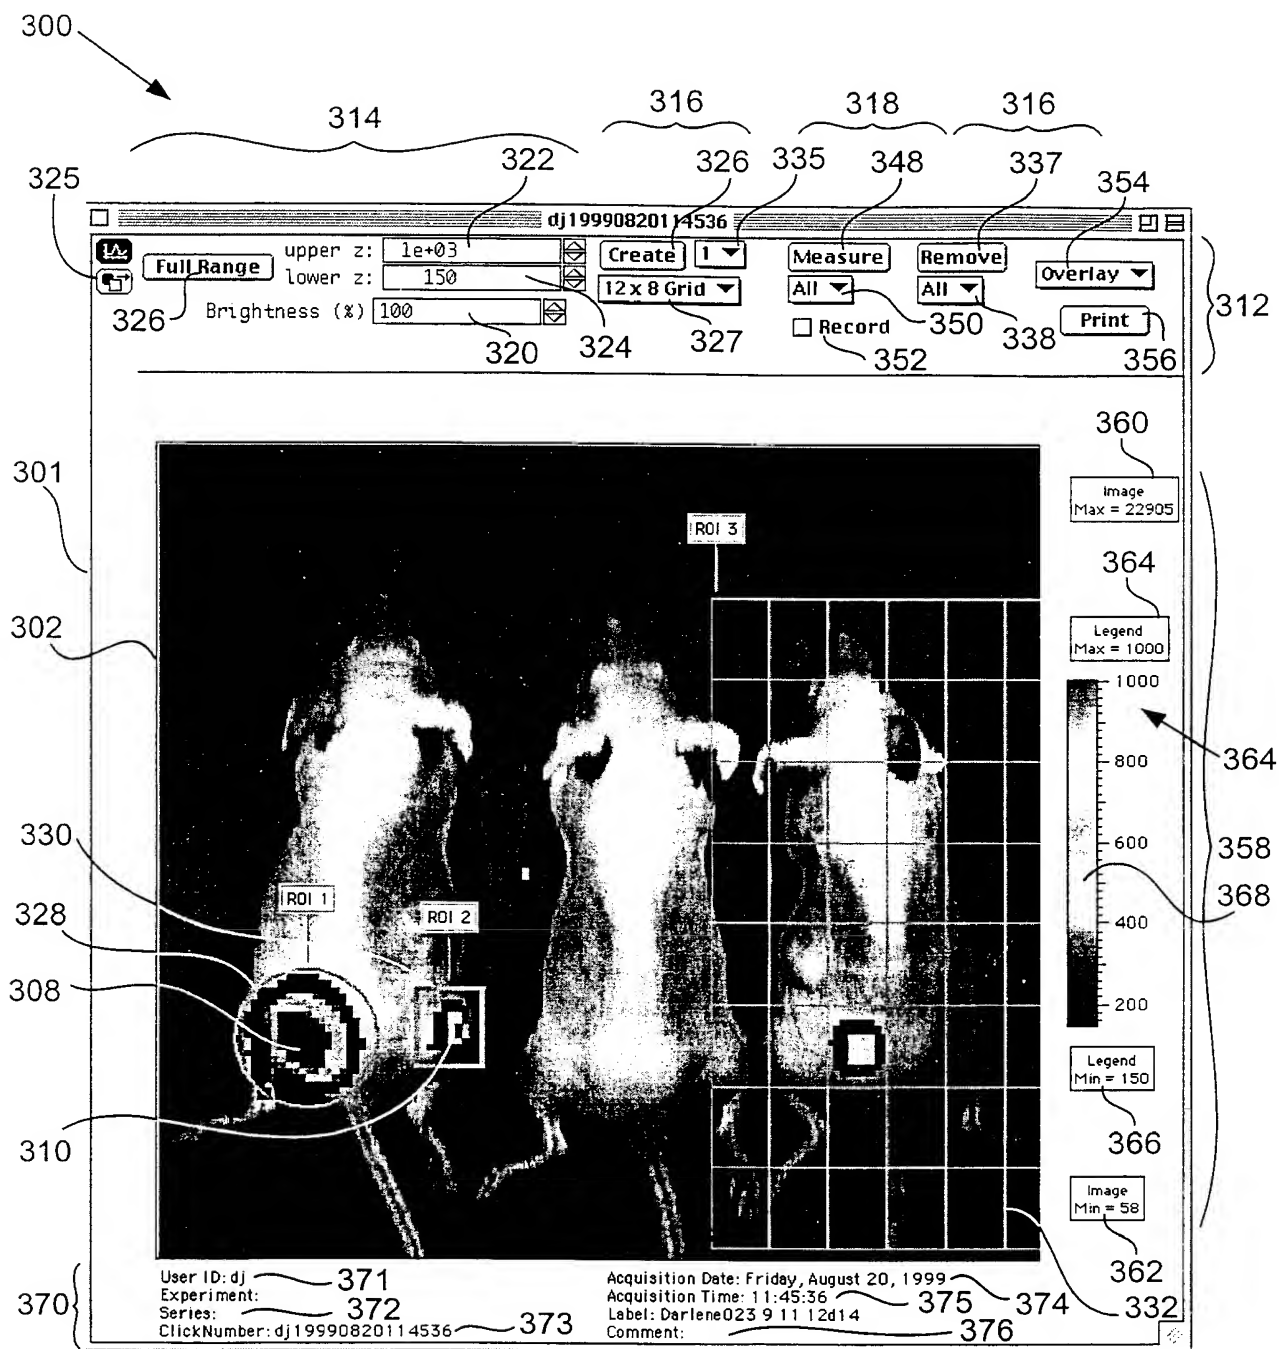 300
314
316
318
316
325
322
326
335
348
337
354
dj19990820114536
Full Range
upper z: 1e+03
lower z: 150
Brightness (%) 100
Create
1
12 x 8 Grid
Measure
All
Record
Remove
All
Overlay
Print
326
320
324
327
352
350
338
356
312
301
360
Image
Max = 22905
364
Legend
Max = 1000
302
ROI 3
1000
800
600
400
200
364
358
368
330
328
308
ROI 1
ROI 2
310
Legend
Min = 150
366
Image
Min = 58
362
370
User ID: dj
371
Experiment:
Series:
372
ClickNumber: dj19990820114536
373
Acquisition Date: Friday, August 20, 1999
374
Acquisition Time: 11:45:36
375
Label: Darlene023 9 11 12d14
Comment:
376
332